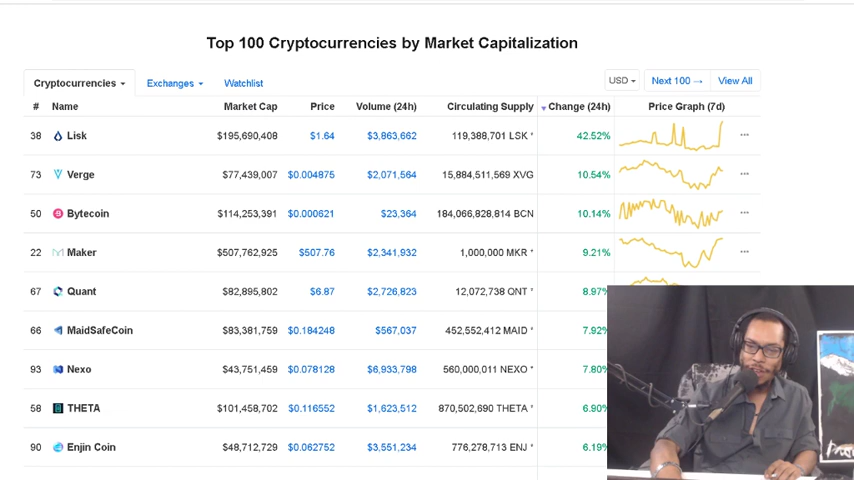 Top 100 Cryptocurrencies by Market Capitalization
Cryptocurrencies Exchanges Watchlist USD Next 100 → View All
# Name Market Cap Price Volume (24h) Circulating Supply Change (24h) Price Graph (7d)
38 Lisk $195,690,408 $1.64 $3,863,662 119,388,701 LSK * 42.52%
73 Verge $77,439,007 $0.004875 $2,071,564 15,884,511,569 XVG 10.54%
50 Bytecoin $114,253,391 $0.000621 $23,364 184,066,828,814 BCN 10.14%
22 Maker $507,762,925 $507.76 $2,341,932 1,000,000 MKR * 9.21%
67 Quant $82,895,802 $6.87 $2,726,823 12,072,738 QNT * 8.97%
66 MaidSafeCoin $83,381,759 $0.184248 $567,037 452,552,412 MAID * 7.92%
93 Nexo $43,751,459 $0.078128 $6,933,798 560,000,011 NEXO * 7.80%
58 THETA $101,458,702 $0.116552 $1,623,512 870,502,690 THETA * 6.90%
90 Enjin Coin $48,712,729 $0.062752 $3,551,234 776,278,713 ENJ * 6.19%